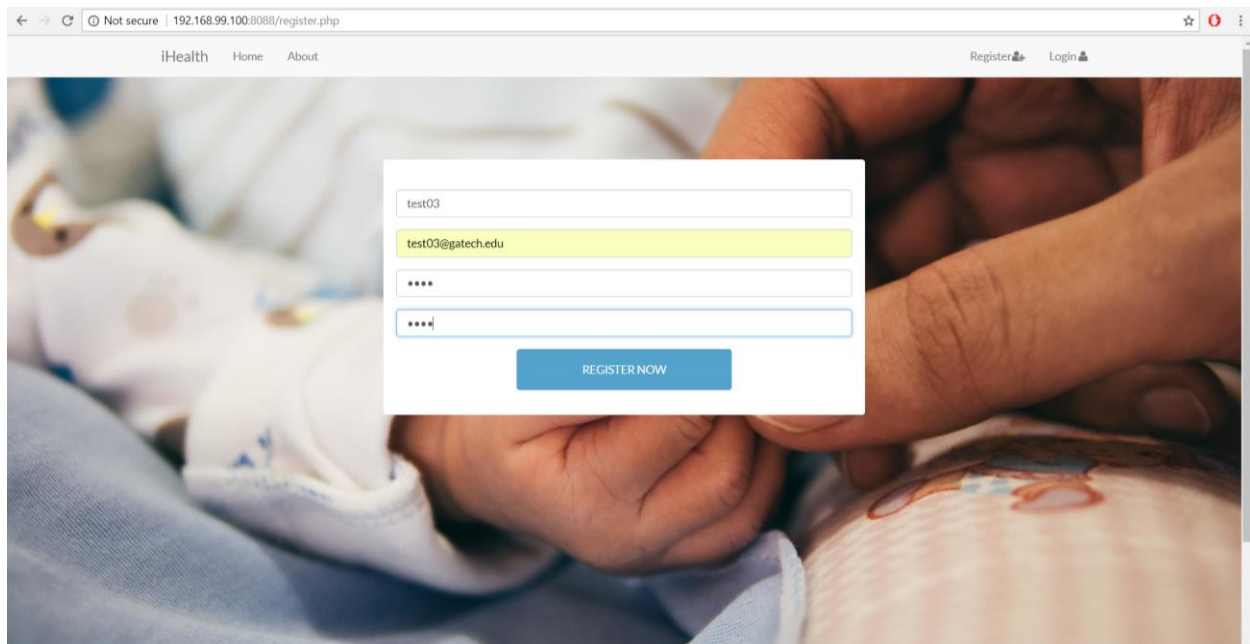 Not secure 192.168.99.100:8088/register.php
iHealth Home About Register Login
test03
test03@gatech.edu
••••
••••
REGISTER NOW